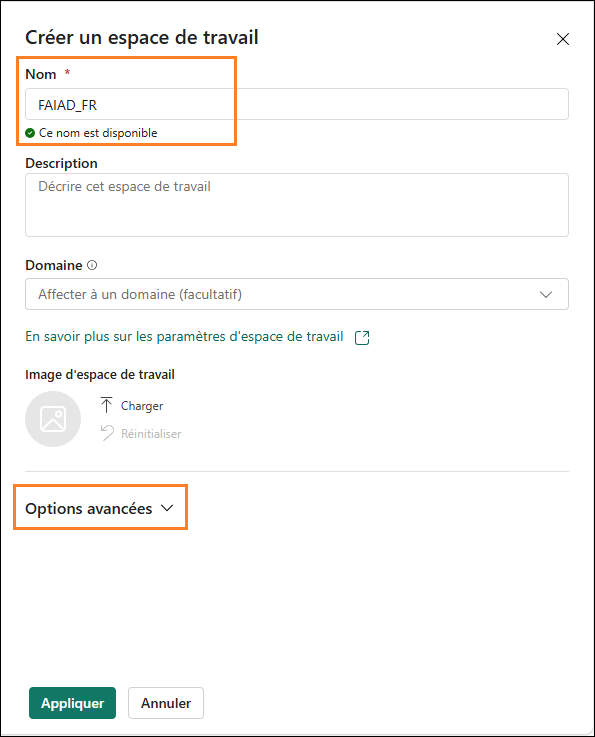 Créer un espace de travail
Nom *
FAIAD_FR
Ce nom est disponible
Description
Décrire cet espace de travail
Domaine
Affecter à un domaine (facultatif)
En savoir plus sur les paramètres d'espace de travail
Image d'espace de travail
Charger
Réinitialiser
Options avancées
Appliquer Annuler